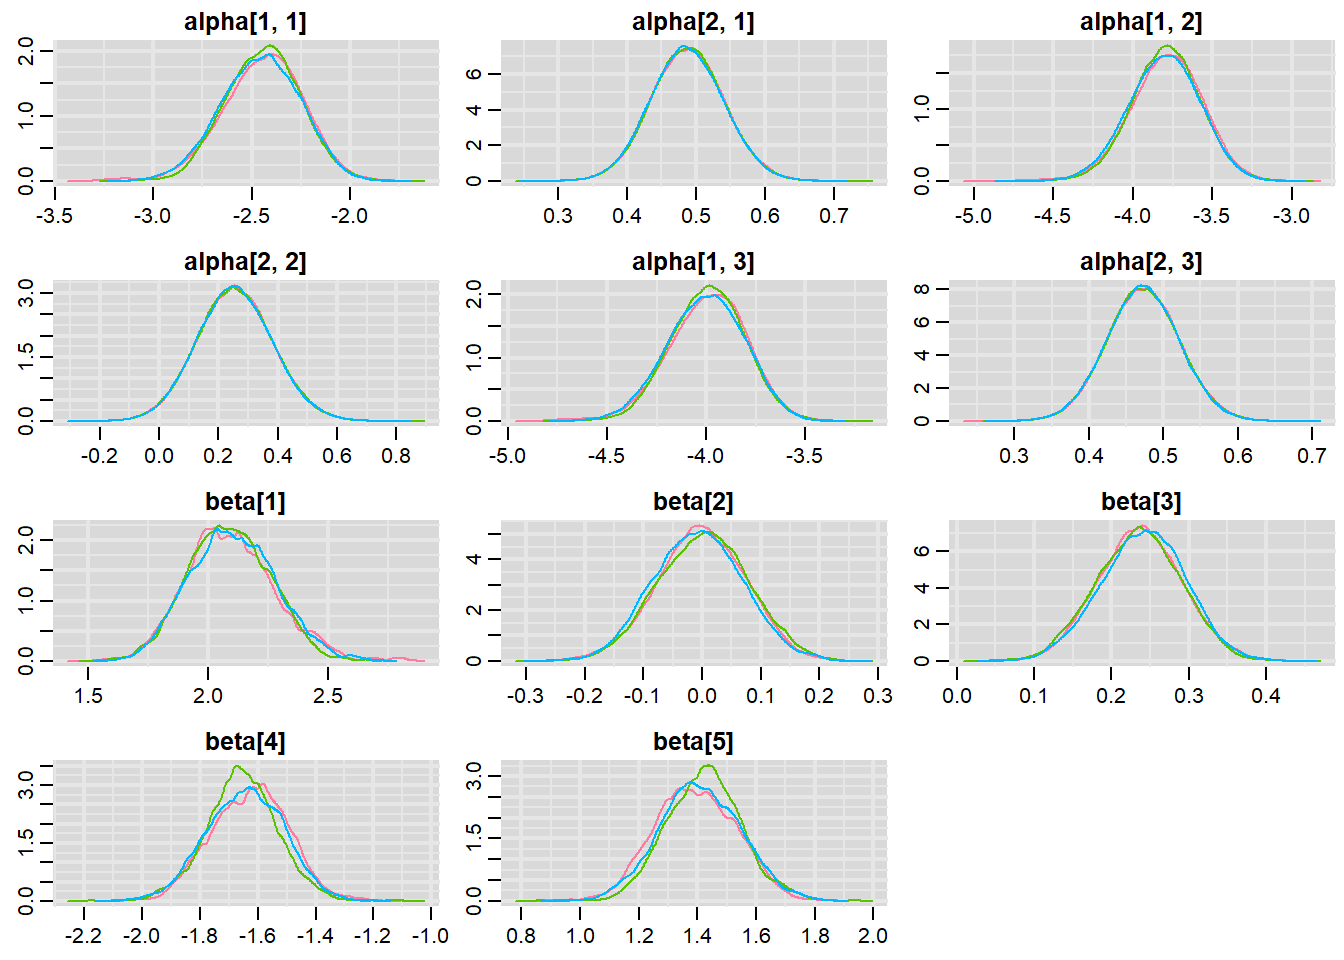 alpha[1, 1] alpha[2, 1] alpha[1, 2]
0.0 1.0 2.0 0 2 4 6 0.0 1.0
-3.5 -3.0 -2.5 -2.0 0.3 0.4 0.5 0.6 0.7 -5.0 -4.5 -4.0 -3.5 -3.0
alpha[2, 2] alpha[1, 3] alpha[2, 3]
0.0 1.5 3.0 0.0 1.0 2.0 0 2 4 6 8
-0.2 0.0 0.2 0.4 0.6 0.8 -5.0 -4.5 -4.0 -3.5 0.3 0.4 0.5 0.6 0.7
beta[1] beta[2] beta[3]
0.0 1.0 2.0 0 2 4 0 2 4 6
1.5 2.0 2.5 -0.3 -0.2 -0.1 0.0 0.1 0.2 0.3 0.0 0.1 0.2 0.3 0.4
beta[4] beta[5]
0.0 1.5 3.0 0.0 1.5 3.0
-2.2 -2.0 -1.8 -1.6 -1.4 -1.2 -1.0 0.8 1.0 1.2 1.4 1.6 1.8 2.0